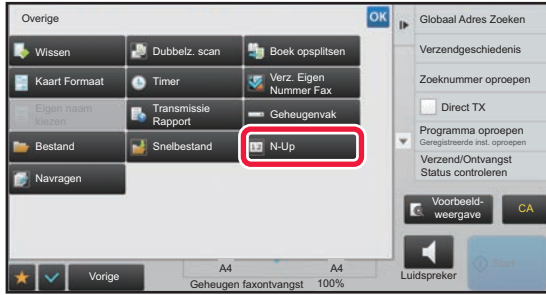 Overige
OK
Wissen
Dubbelz. scan
Boek opsplitsen
Kaart Formaat
Timer
Verz. Eigen
Nummer Fax
Eigen naam
kiezen
Transmissie
Rapport
Geheugenvak
Bestand
Snelbestand
12
N-Up
Navragen
Vorige
A4
A4
Geheugen faxontvangst 100%
Globaal Adres Zoeken
Verzendgeschiedenis
Zoeknummer oproepen
Direct TX
Programma oproepen
Geregistreerde inst. oproepen
Verzend/Ontvangst
Status controleren
Voorbeeld-
weergave
CA
Luidspreker
Start